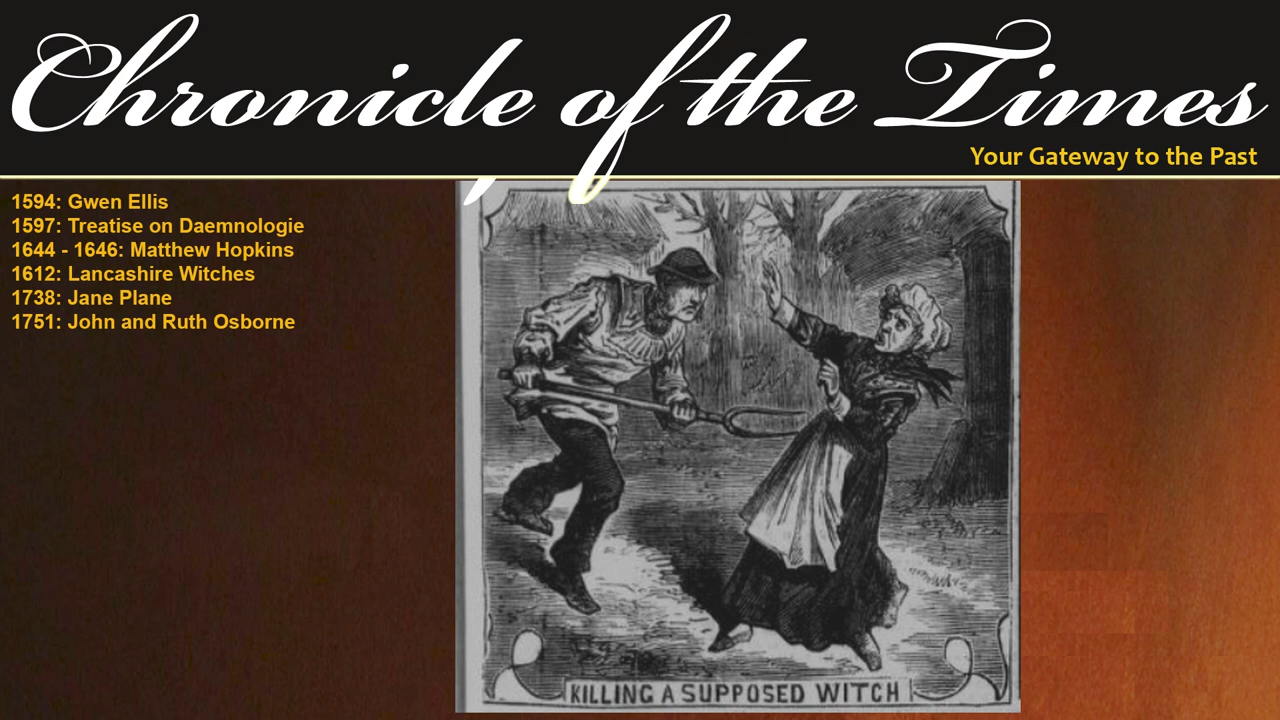 Chronicle of the Times
Your Gateway to the Past
1594: Gwen Ellis
1597: Treatise on Daemnologie
1644 - 1646: Matthew Hopkins
1612: Lancashire Witches
1738: Jane Plane
1751: John and Ruth Osborne
KILLING A SUPPOSED WITCH